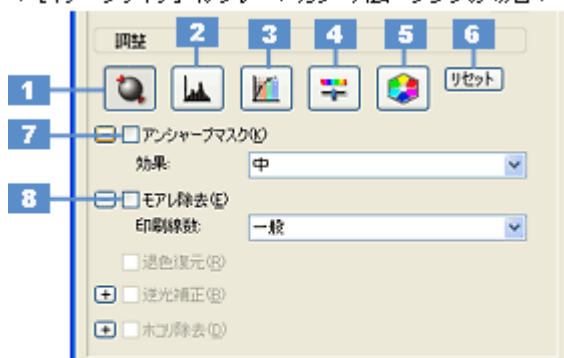 調整
1 2 3 4 5 6
リセット
7 アンシャープマスク(K)
効果: 中
8 モアレ除去(E)
印刷線数: 一般
退色復元(R)
逆光補正(B)
ホコリ除去(D)